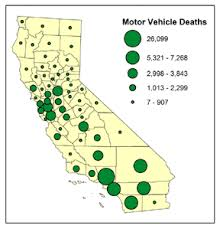 Motor Vehicle Deaths
26,099
5,321 - 7,268
2,998 - 3,843
1,013 - 2,299
7 - 907